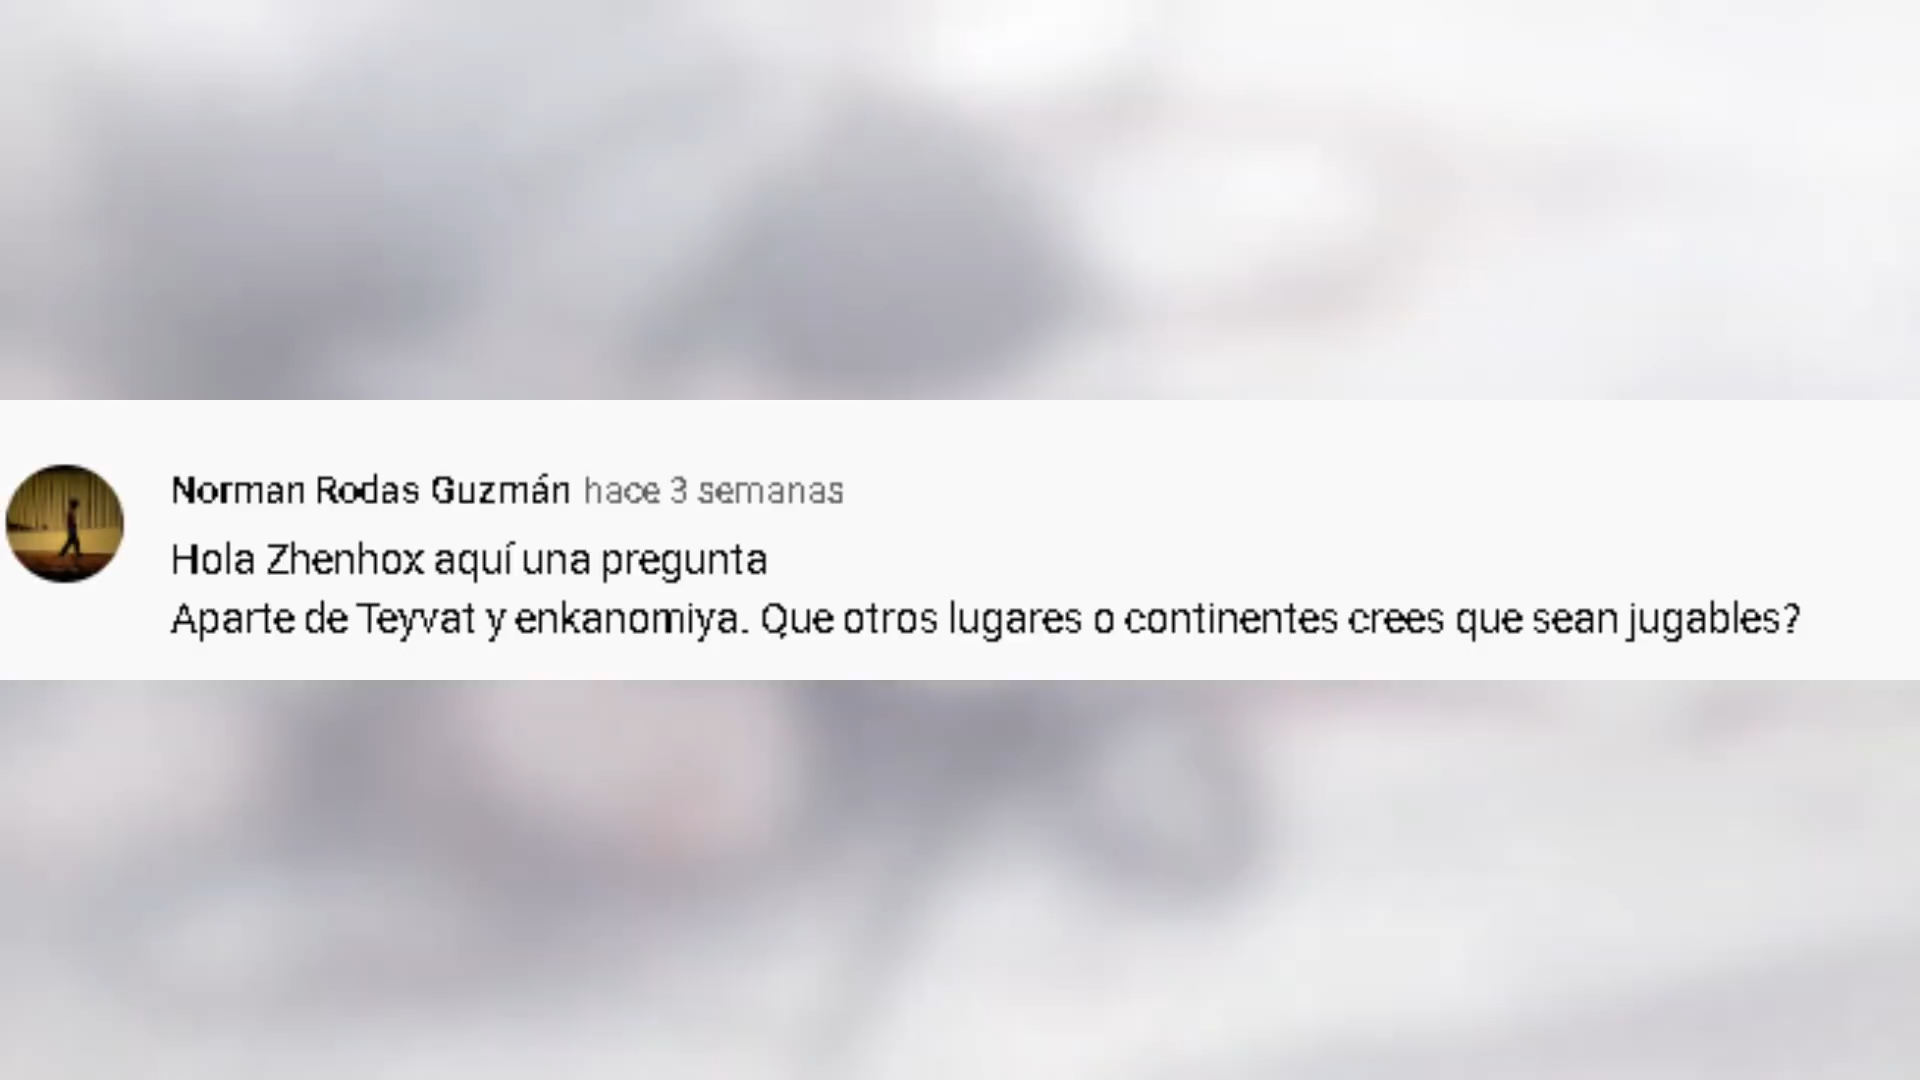 Norman Rodas Guzmán hace 3 semanas
Hola Zhenhox aquí una pregunta
Aparte de Teyvat y enkanomiya. Que otros lugares o continentes crees que sean jugables?